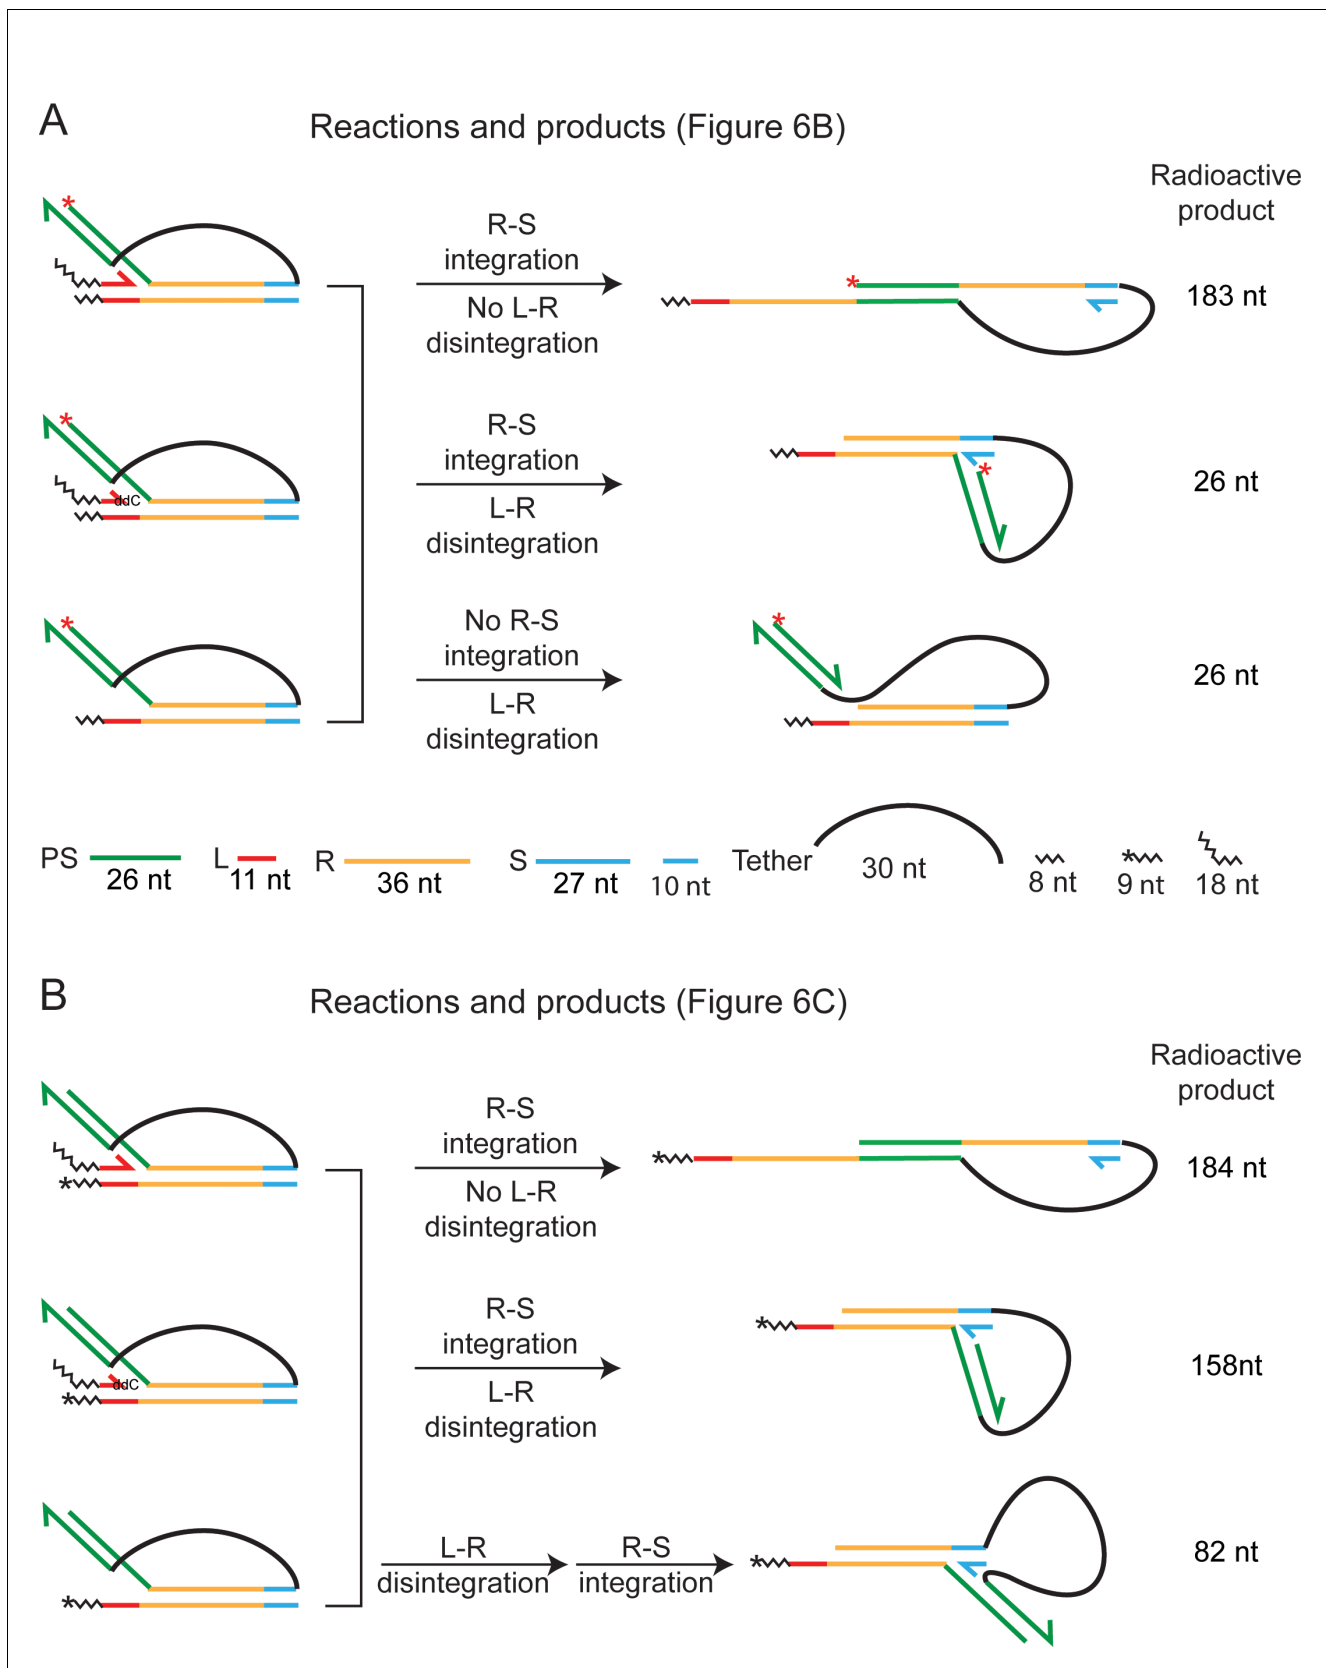 A
Reactions and products (Figure 6B)
Radioactive
product
*
R-S
integration
No L-R
disintegration
*
183 nt
*
ddC
R-S
integration
L-R
disintegration
*
26 nt
*
No R-S
integration
L-R
disintegration
*
26 nt
PS
26 nt
L
11 nt
R
36 nt
S
27 nt
10 nt
Tether
30 nt
8 nt
*
9 nt
18 nt
B
Reactions and products (Figure 6C)
Radioactive
product
*
R-S
integration
No L-R
disintegration
*
184 nt
ddC
*
R-S
integration
L-R
disintegration
*
158nt
*
L-R
disintegration
R-S
integration
*
82 nt